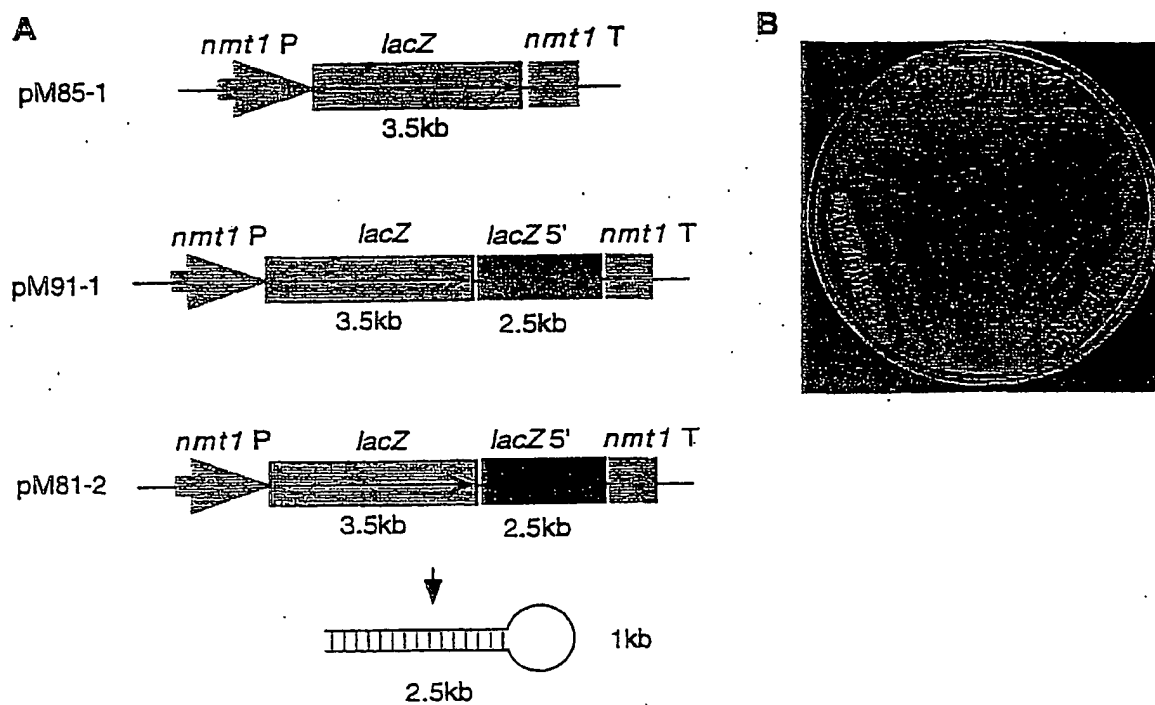 A
nmt1 P lacZ nmt1 T
pM85-1
3.5kb
nmt1 P lacZ lacZ 5' nmt1 T
pM91-1
3.5kb 2.5kb
nmt1 P lacZ lacZ 5' nmt1 T
pM81-2
3.5kb 2.5kb
1kb
2.5kb
B